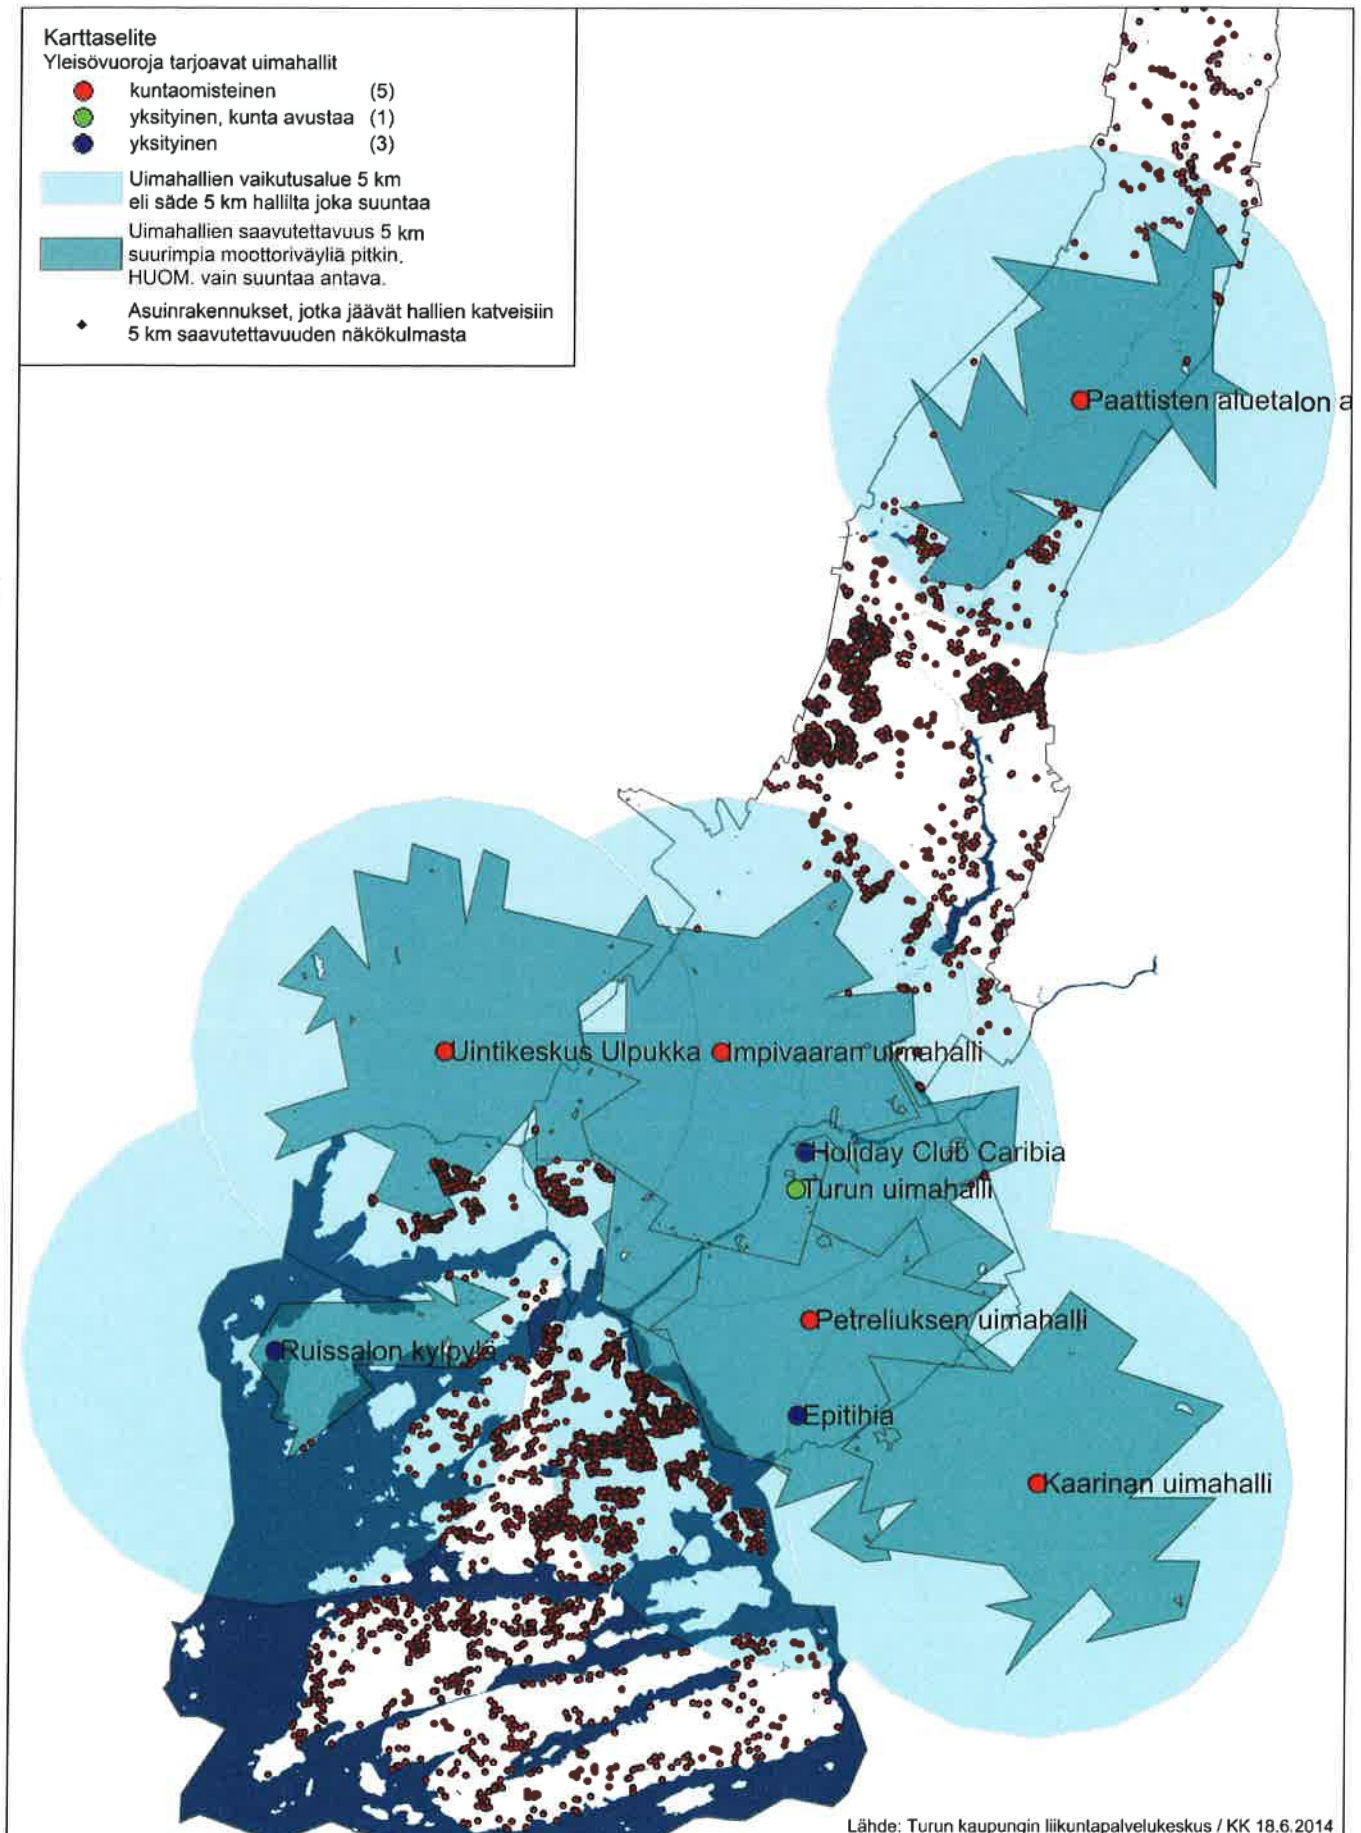 Karttaselite
Yleisövuoroja tarjoavat uimahallit
kuntaomisteinen (5)
yksityinen, kunta avustaa (1)
yksityinen (3)
Uimahallien vaikutusalue 5 km
eli säde 5 km hallilta joka suuntaa
Uimahallien saavutettavuus 5 km
suurimpia moottoriväyliä pitkin.
HUOM. vain suuntaa antava.
Asuinrakennukset, jotka jäävät hallien katveisiin
5 km saavutettavuuden näkökulmasta
Paattisten aluetalon a
Uintikeskus Ulpukka
Impivaaran uimahalli
Holiday Club Caribia
Turun uimahalli
Petreliuksen uimahalli
Ruissalon kylpylä
Epitihia
Kaarinan uimahalli
Lähde: Turun kaupungin liikuntapalvelukeskus / KK 18.6.2014